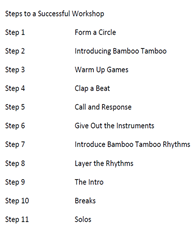 Steps to a Successful Workshop
Step 1 Form a Circle
Step 2 Introducing Bamboo Tamboo
Step 3 Warm Up Games
Step 4 Clap a Beat
Step 5 Call and Response
Step 6 Give Out the Instruments
Step 7 Introduce Bamboo Tamboo Rhythms
Step 8 Layer the Rhythms
Step 9 The Intro
Step 10 Breaks
Step 11 Solos